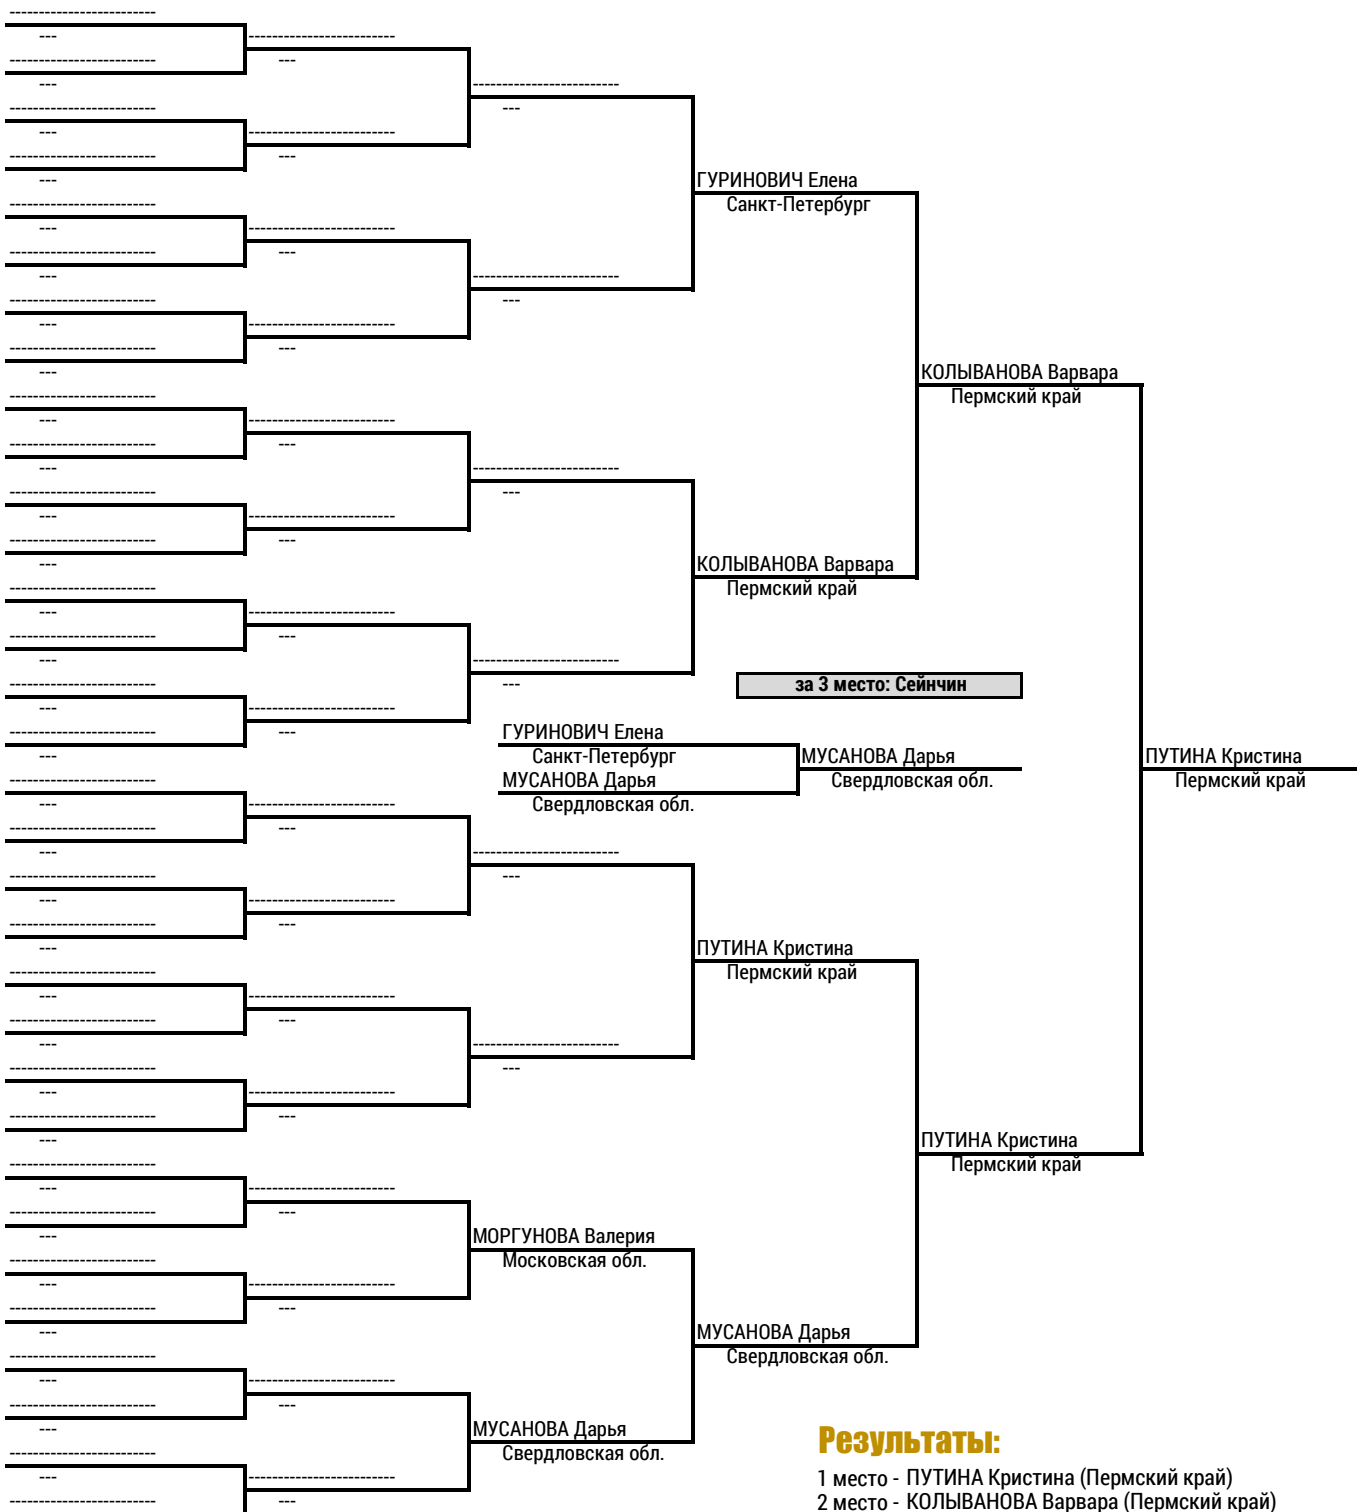 ГУРИНОВИЧ Елена
Санкт-Петербург
КОЛЫВАНОВА Варвара
Пермский край
КОЛЫВАНОВА Варвара
Пермский край
за 3 место: Сейнчин
ГУРИНОВИЧ Елена
Санкт-Петербург
МУСАНОВА Дарья
Свердловская обл.
МУСАНОВА Дарья
Свердловская обл.
ПУТИНА Кристина
Пермский край
ПУТИНА Кристина
Пермский край
ПУТИНА Кристина
Пермский край
МОРГУНОВА Валерия
Московская обл.
МУСАНОВА Дарья
Свердловская обл.
МУСАНОВА Дарья
Свердловская обл.
Результаты:
1 место - ПУТИНА Кристина (Пермский край)
2 место - КОЛЫВАНОВА Варвара (Пермский край)